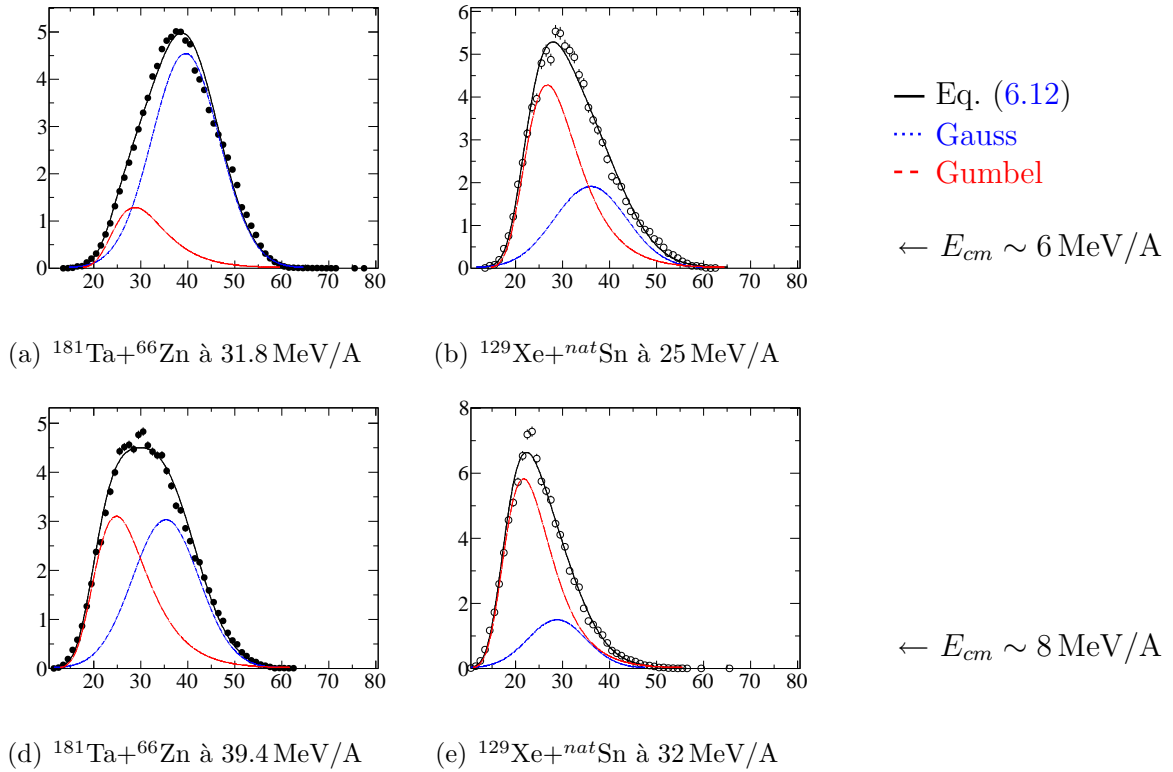 5
4
3
2
1
0
20 30 40 50 60 70 80
(a) ¹⁸¹Ta+⁶⁶Zn à 31.8 MeV/A
6
5
4
3
2
1
0
20 30 40 50 60 70 80
(b) ¹²⁹Xe+ⁿᵃᵗSn à 25 MeV/A
Eq. (6.12)
Gauss
Gumbel
← E_cm ∼ 6 MeV/A
5
4
3
2
1
0
20 30 40 50 60 70 80
(d) ¹⁸¹Ta+⁶⁶Zn à 39.4 MeV/A
8
6
4
2
0
20 30 40 50 60 70 80
(e) ¹²⁹Xe+ⁿᵃᵗSn à 32 MeV/A
← E_cm ∼ 8 MeV/A